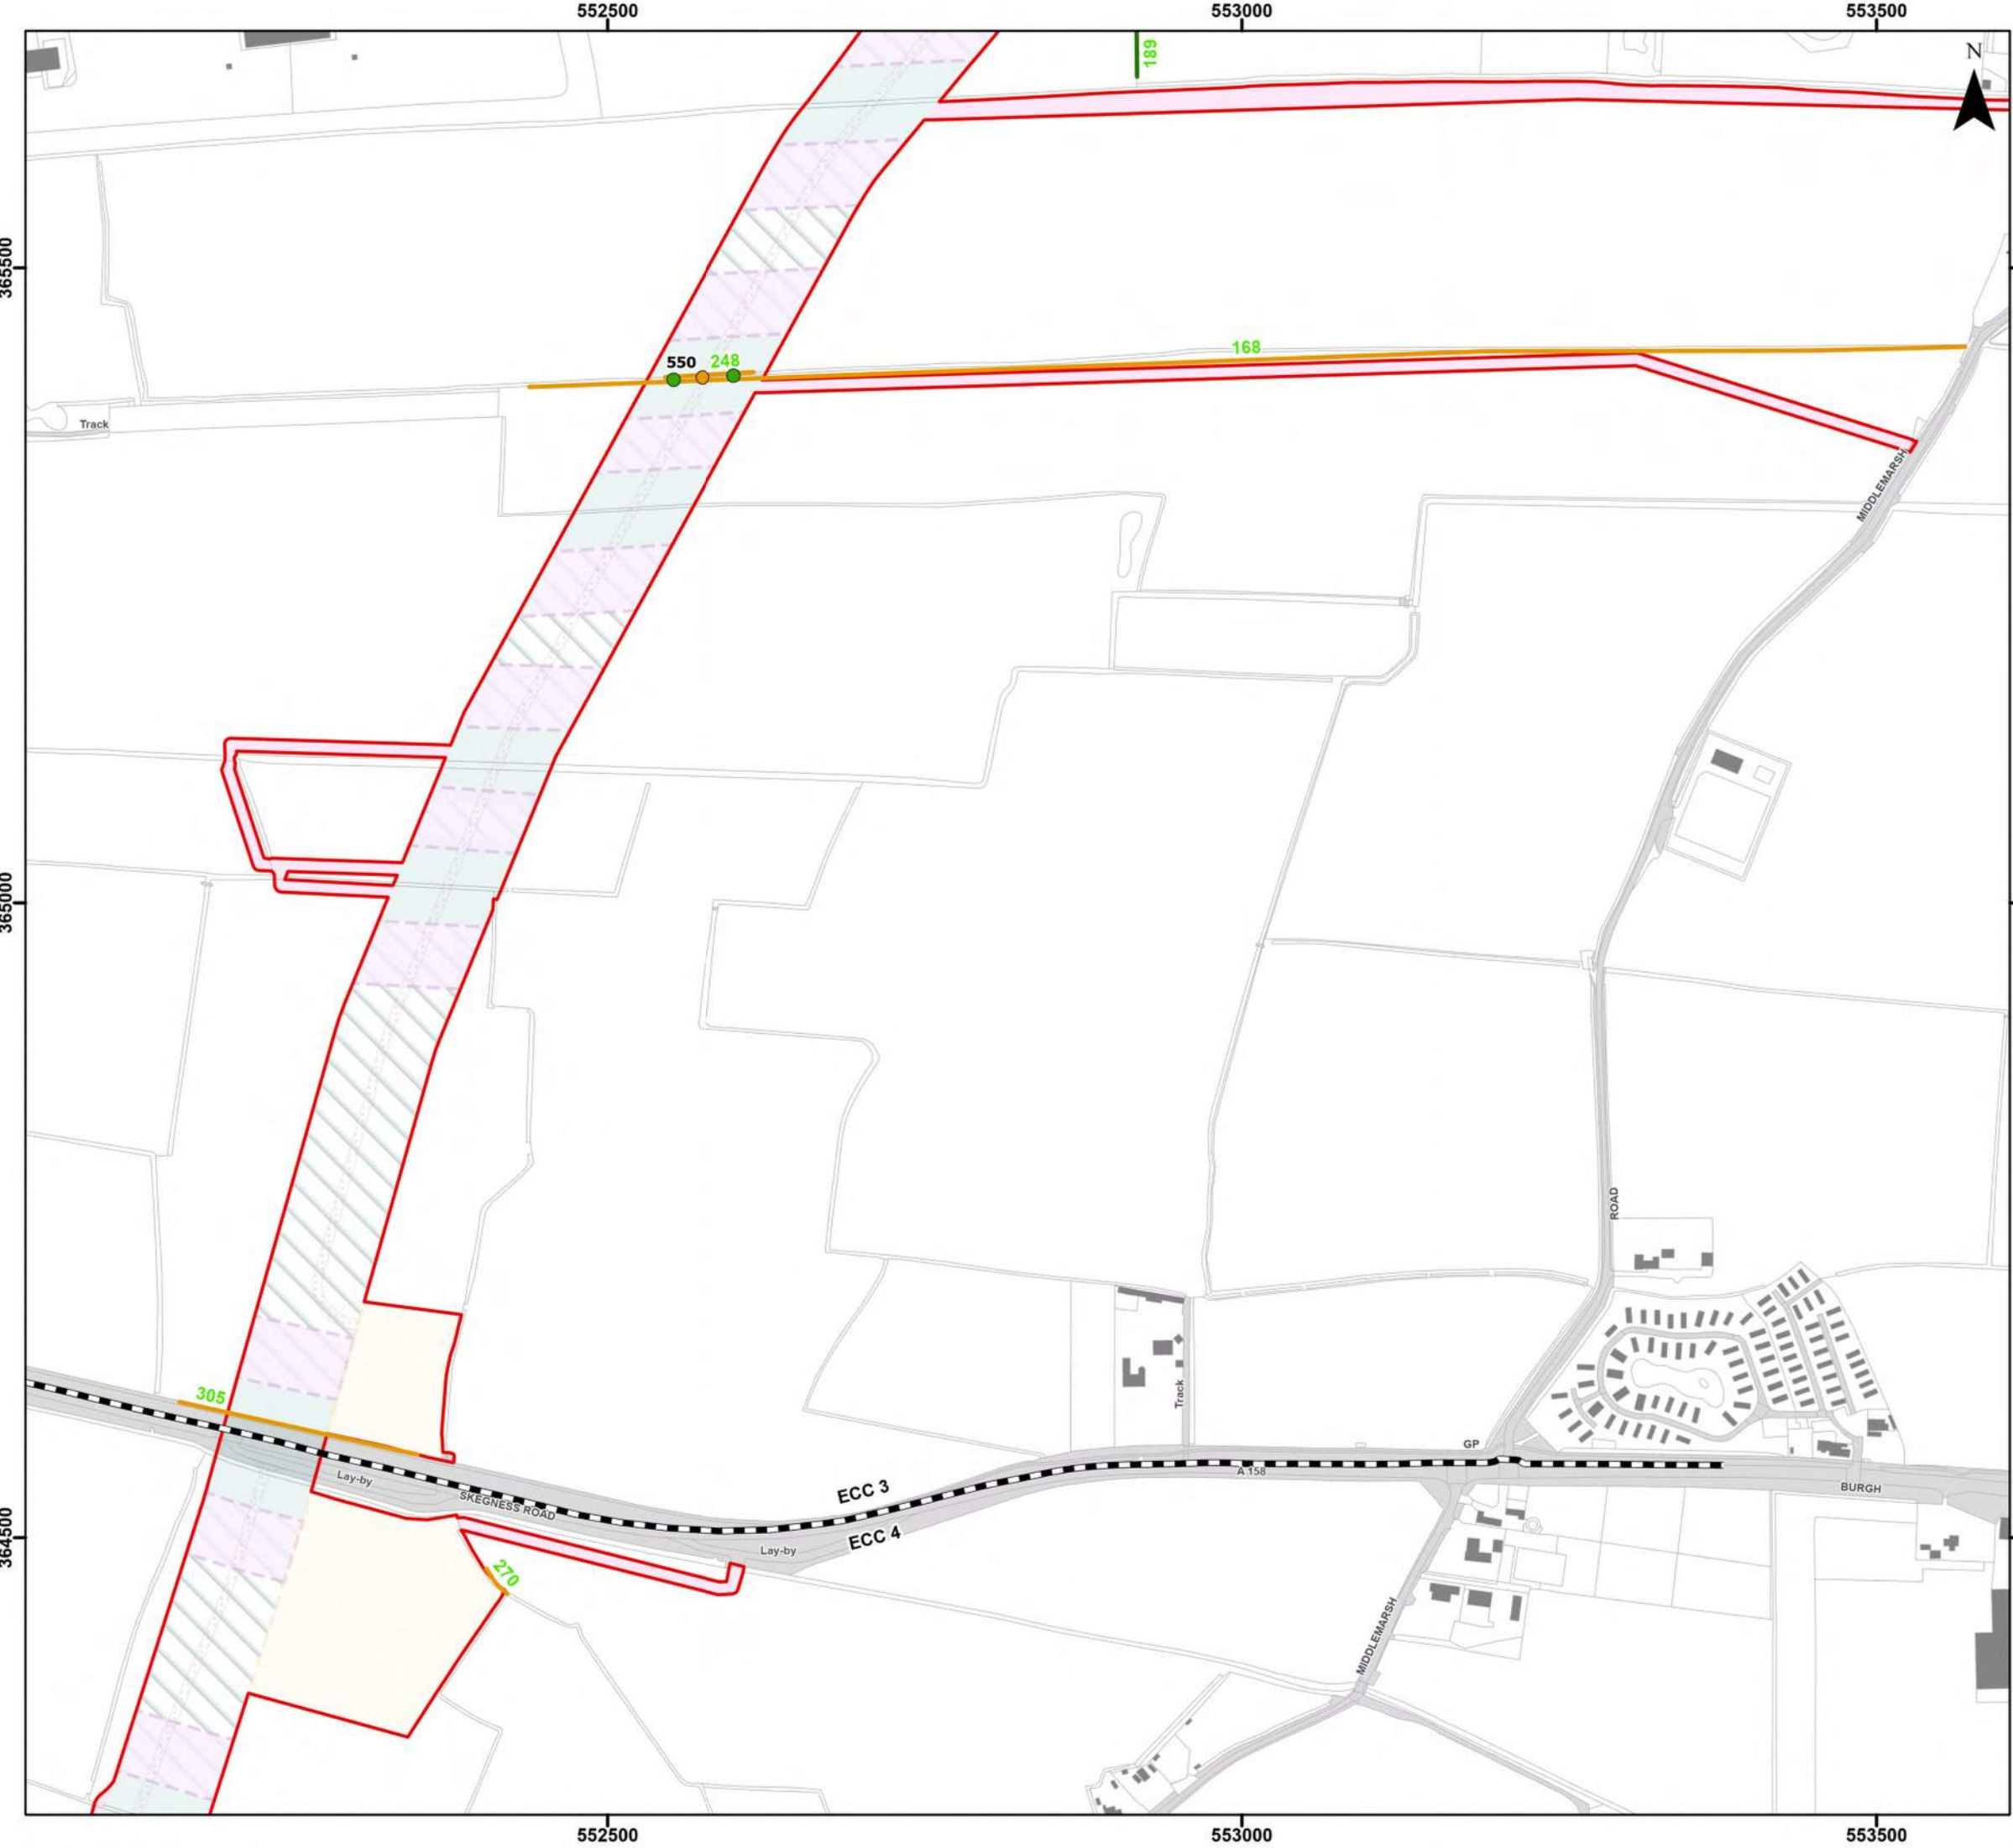 552500
553000
553500
N
189
365500
365500
550
248
168
Track
MIDDLEMARSH
365000
ROAD
305
Track
GP
Lay-by
SKEGNESS ROAD
ECC 3
A 158
BURGH
ECC 4
Lay-by
364500
270
MIDDLEMARSH
552500
553000
553500